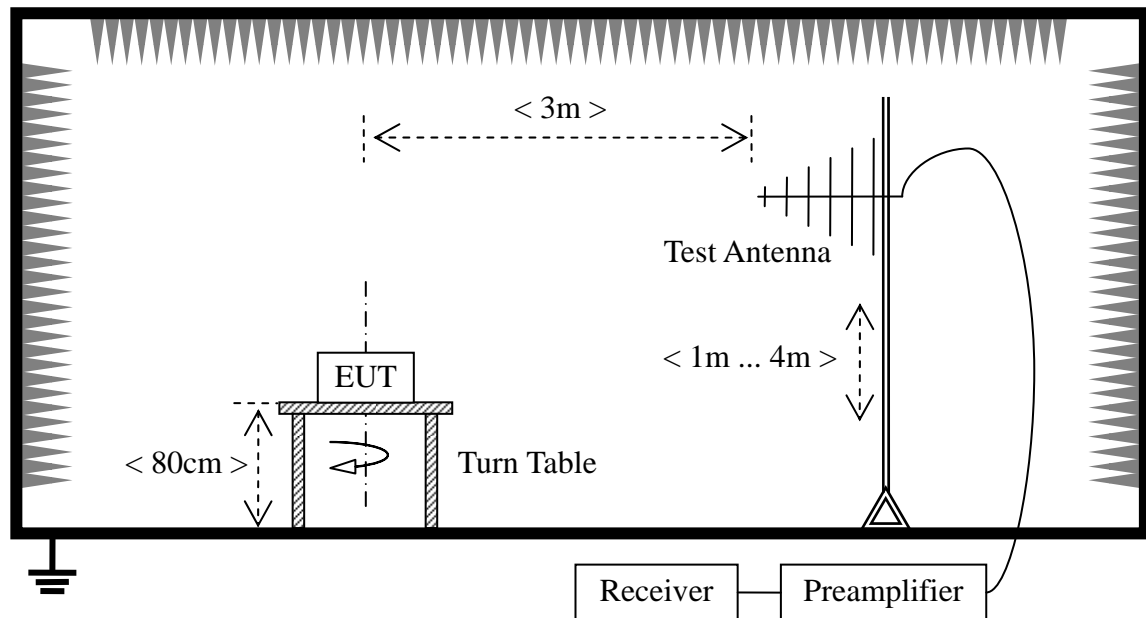 < 3m >
Test Antenna
< 1m ... 4m >
EUT
< 80cm >
Turn Table
Receiver
Preamplifier